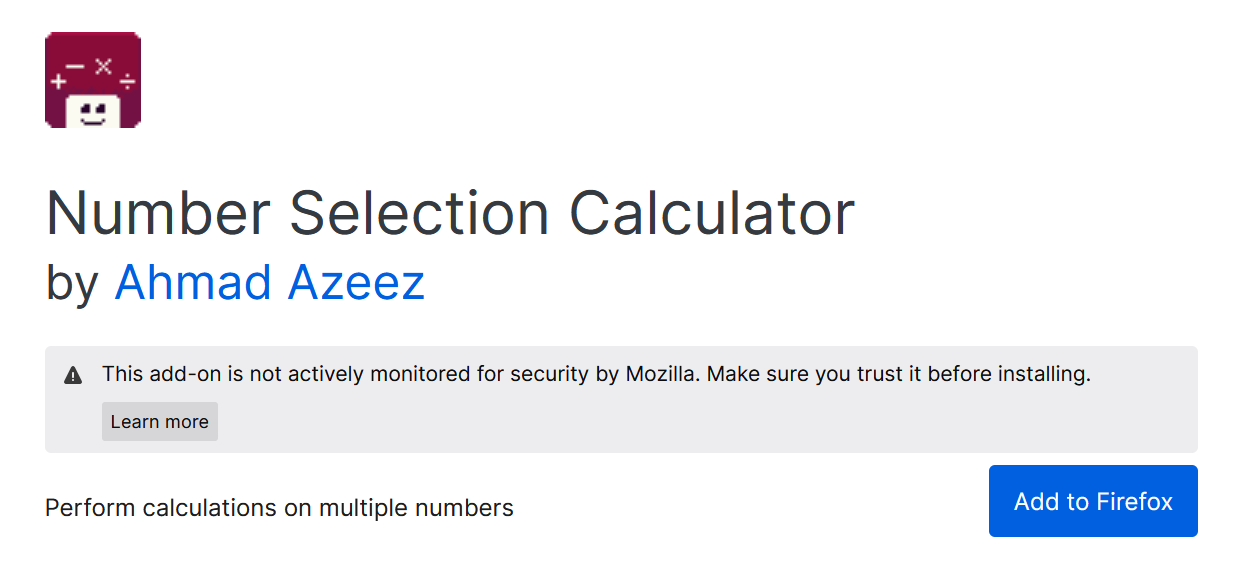 Number Selection Calculator
by Ahmad Azeez
This add-on is not actively monitored for security by Mozilla. Make sure you trust it before installing.
Learn more
Perform calculations on multiple numbers
Add to Firefox